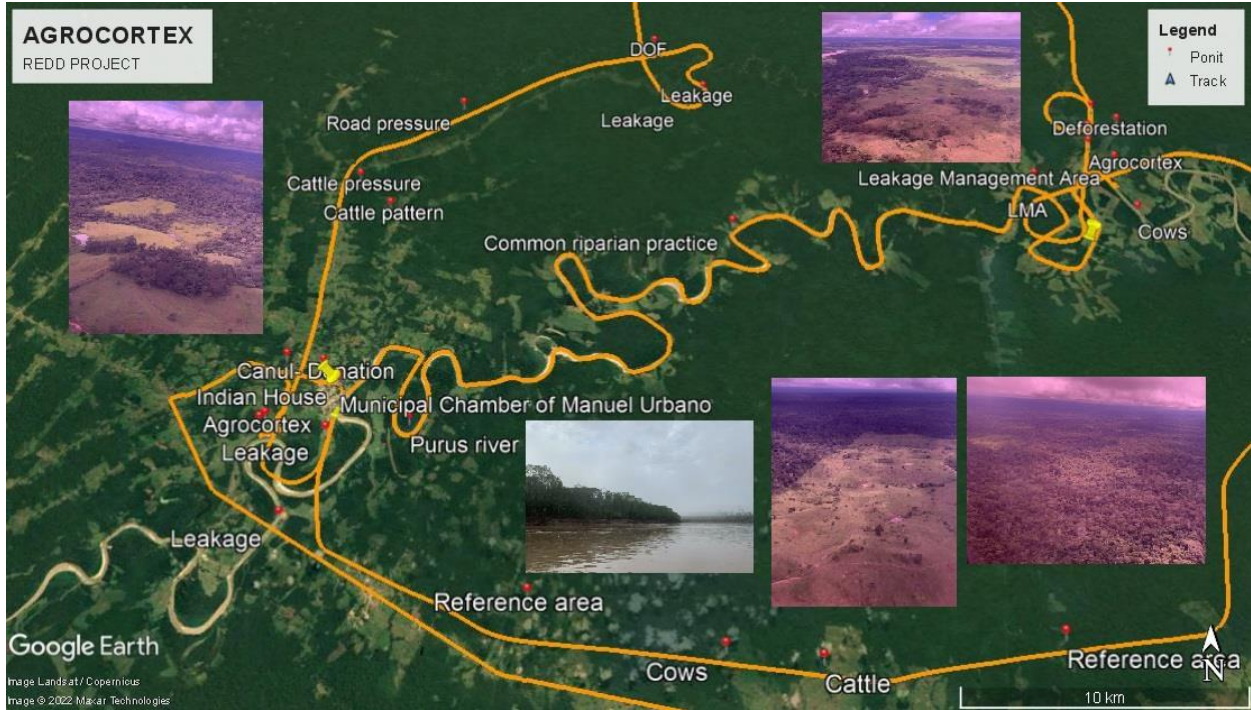 AGROCORTEX
REDD PROJECT
Legend
Ponit
Track
DOF
Leakage
Leakage
Road pressure
Deforestation
Agrocortex
Leakage Management Area
LMA
Cows
Cattle pressure
Cattle pattern
Common riparian practice
Canul- D nation
Indian House
Municipal Chamber of Manuel Urbano
Agrocortex
Leakage
Purus river
Leakage
Reference area
Cows
Cattle
Reference area
N
Google Earth
Image Landsat / Copernicus
Image © 2022 Maxar Technologies
10 km